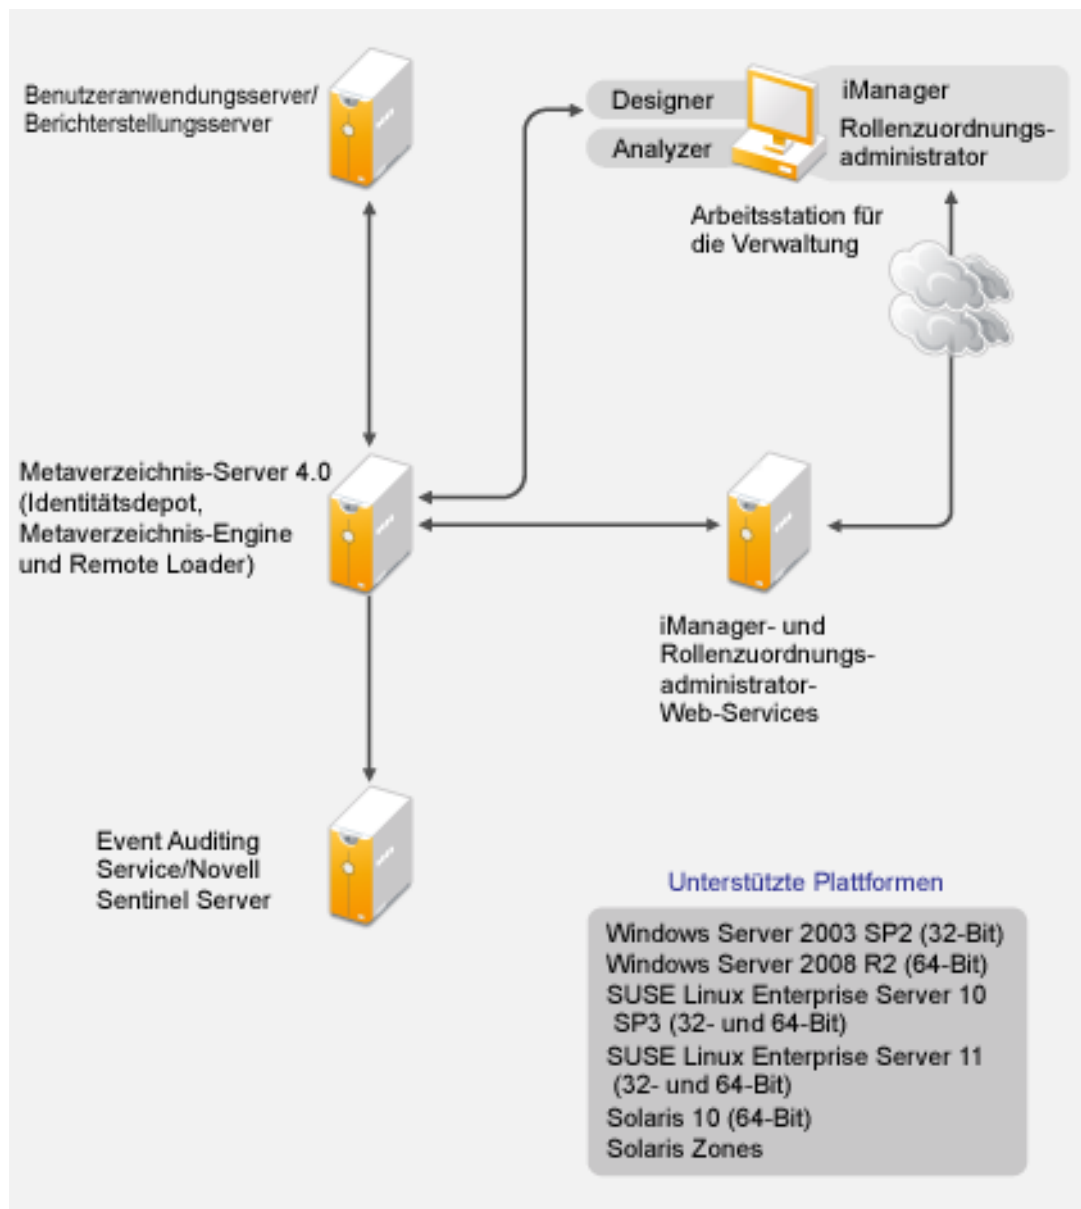 Benutzeranwendungsserver/
Berichterstellungsserver
Designer
Analyzer
iManager
Rollenzuordnungs-
administrator
Arbeitsstation für
die Verwaltung
Metaverzeichnis-Server 4.0
(Identitätsdepot,
Metaverzeichnis-Engine
und Remote Loader)
iManager- und
Rollenzuordnungs-
administrator-
Web-Services
Event Auditing
Service/Novell
Sentinel Server
Unterstützte Plattformen
Windows Server 2003 SP2 (32-Bit)
Windows Server 2008 R2 (64-Bit)
SUSE Linux Enterprise Server 10
SP3 (32- und 64-Bit)
SUSE Linux Enterprise Server 11
(32- und 64-Bit)
Solaris 10 (64-Bit)
Solaris Zones